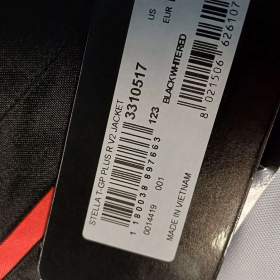 US
EUR
STELLA T-GP PLUS R V2 JACKET
3310517
123 BLACK WHITE RED
1 180038 897663
0014419 001
MADE IN VIETNAM
8 021506 626107